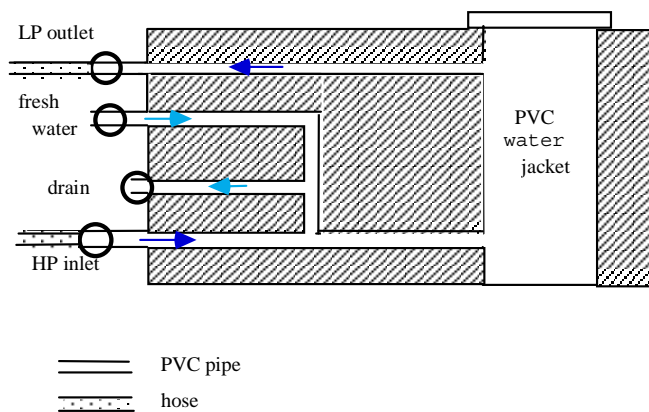 LP outlet
fresh
water
drain
HP inlet
PVC
water
jacket
PVC pipe
hose